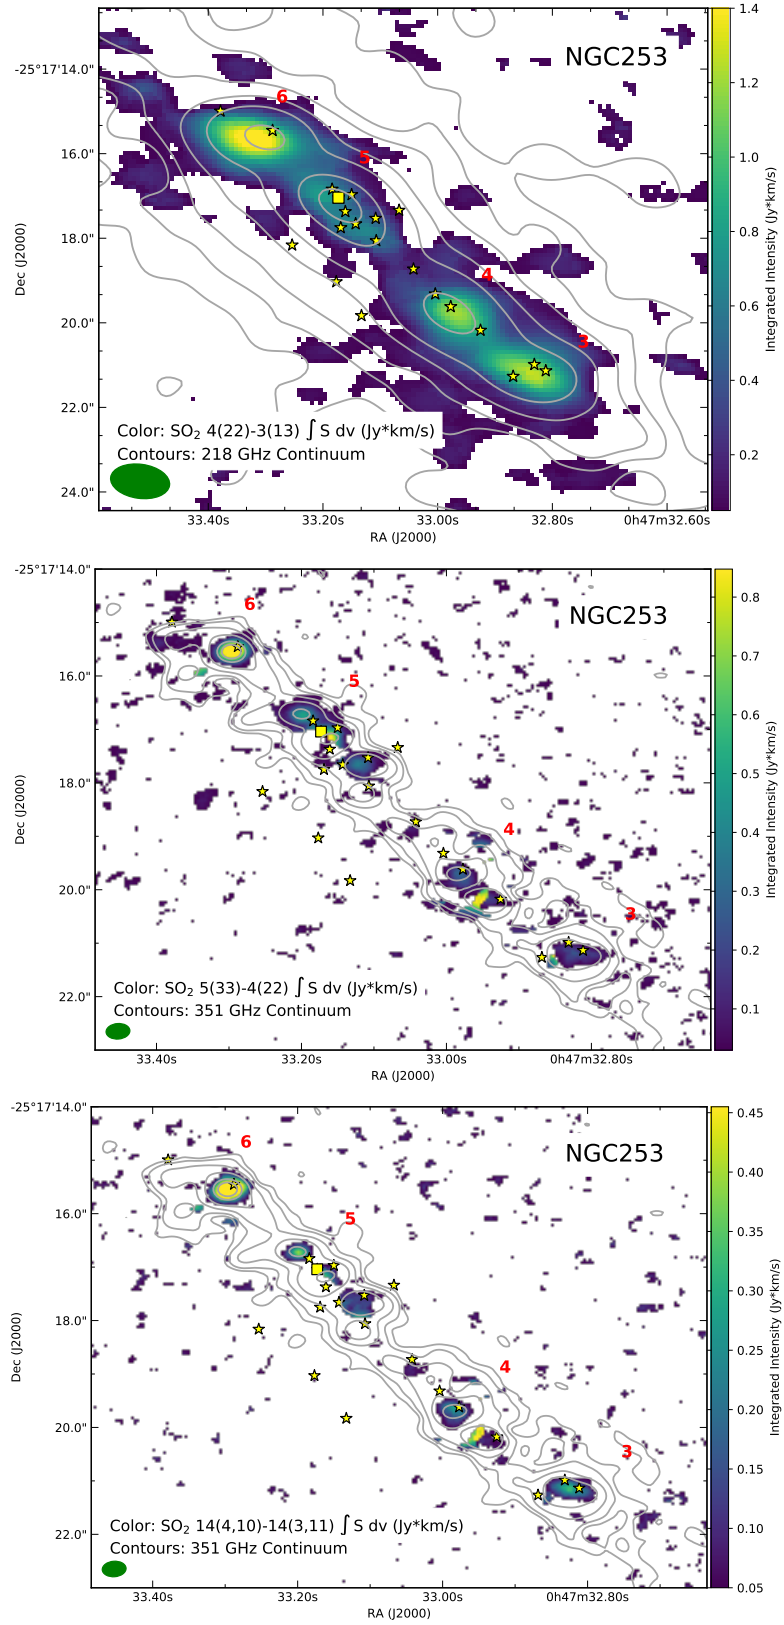 NGC253
6
5
4
3
-25°17'14.0"
16.0"
18.0"
20.0"
22.0"
24.0"
Dec (J2000)
Color: SO₂ 4(22)-3(13) ∫S dv (Jy*km/s)
Contours: 218 GHz Continuum
33.40s 33.20s 33.00s 32.80s 0h47m32.60s
RA (J2000)
1.4
1.2
1.0
0.8
0.6
0.4
0.2
Integrated Intensity (Jy*km/s)
NGC253
6
5
4
3
-25°17'14.0"
16.0"
18.0"
20.0"
22.0"
Dec (J2000)
Color: SO₂ 5(33)-4(22) ∫S dv (Jy*km/s)
Contours: 351 GHz Continuum
33.40s 33.20s 33.00s 0h47m32.80s
RA (J2000)
0.8
0.7
0.6
0.5
0.4
0.3
0.2
0.1
Integrated Intensity (Jy*km/s)
NGC253
6
5
4
3
-25°17'14.0"
16.0"
18.0"
20.0"
22.0"
Dec (J2000)
Color: SO₂ 14(4,10)-14(3,11) ∫S dv (Jy*km/s)
Contours: 351 GHz Continuum
33.40s 33.20s 33.00s 0h47m32.80s
RA (J2000)
0.45
0.40
0.35
0.30
0.25
0.20
0.15
0.10
0.05
Integrated Intensity (Jy*km/s)